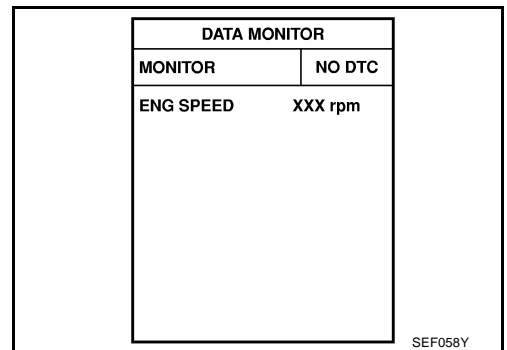 DATA MONITOR
MONITOR NO DTC
ENG SPEED XXX rpm
SEF058Y